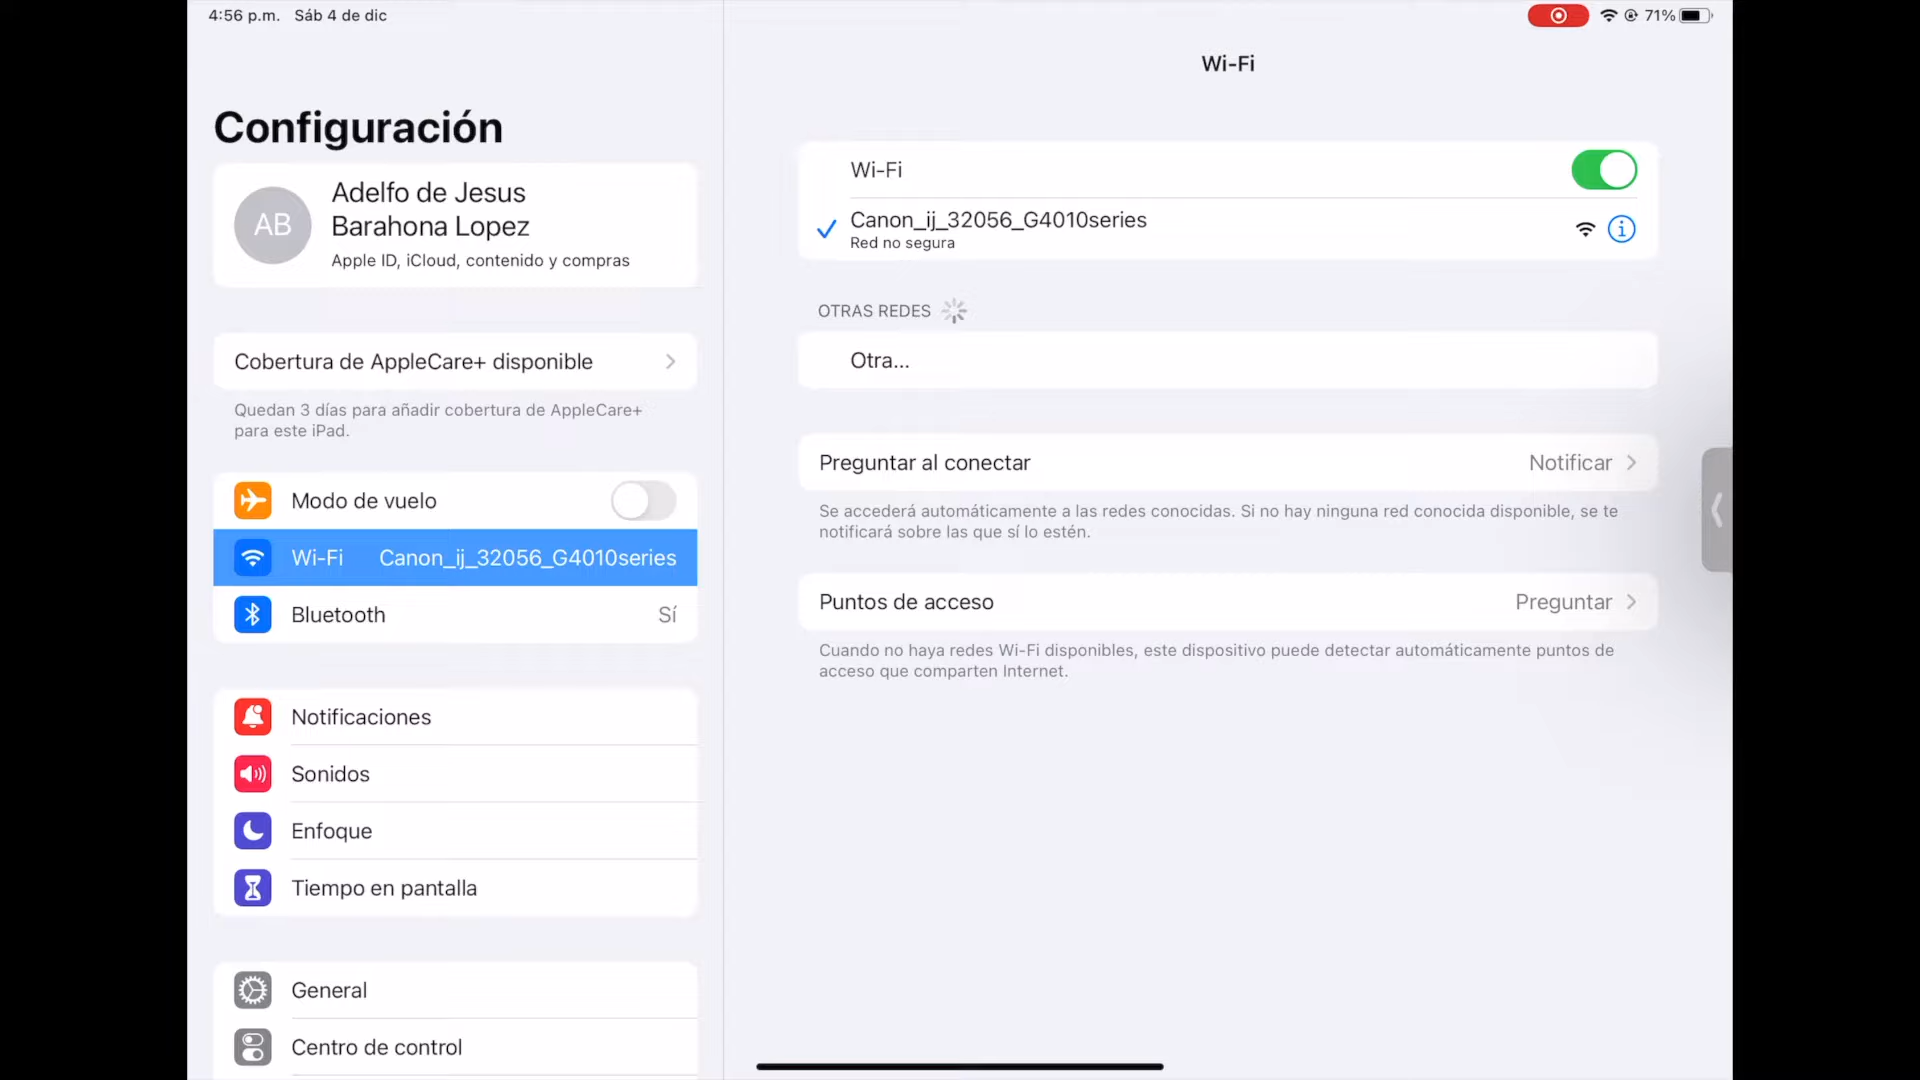 4:56 p.m. Sáb 4 de dic
71%
Configuración
AB
Adelfo de Jesus
Barahona Lopez
Apple ID, iCloud, contenido y compras
Cobertura de AppleCare+ disponible
Quedan 3 días para añadir cobertura de AppleCare+
para este iPad.
Modo de vuelo
Wi-Fi Canon_ij_32056_G4010series
Bluetooth Sí
Notificaciones
Sonidos
Enfoque
Tiempo en pantalla
General
Centro de control
Wi-Fi
Wi-Fi
Canon_ij_32056_G4010series
Red no segura
OTRAS REDES
Otra...
Preguntar al conectar Notificar
Se accederá automáticamente a las redes conocidas. Si no hay ninguna red conocida disponible, se te
notificará sobre las que sí lo estén.
Puntos de acceso Preguntar
Cuando no haya redes Wi-Fi disponibles, este dispositivo puede detectar automáticamente puntos de
acceso que comparten Internet.